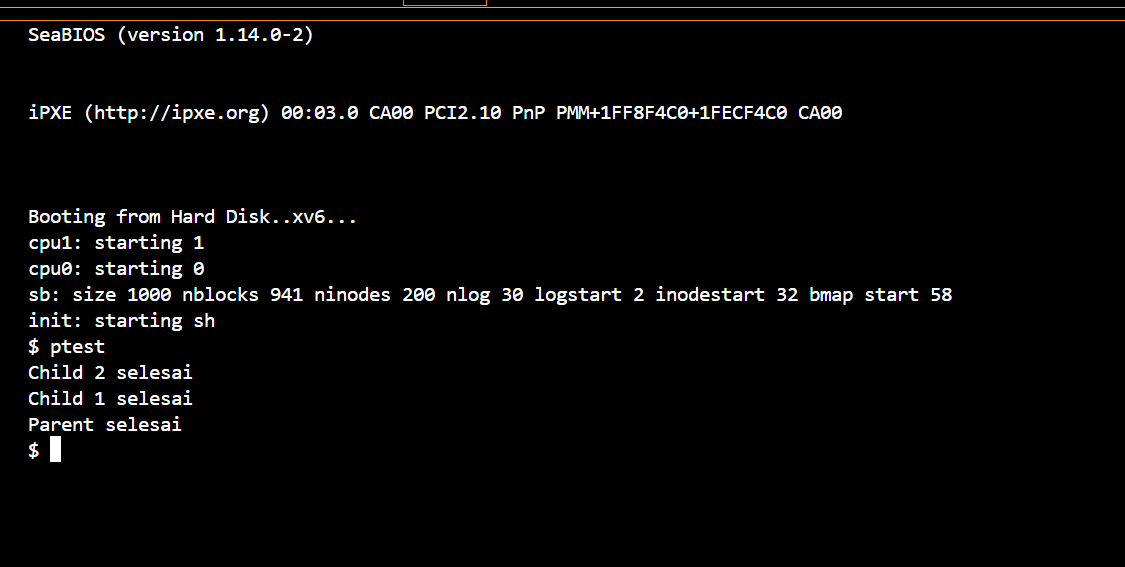 SeaBIOS (version 1.14.0-2)
iPXE (http://ipxe.org) 00:03.0 CA00 PCI2.10 PnP PMM+1FF8F4C0+1FECF4C0 CA00
Booting from Hard Disk..xv6...
cpu1: starting 1
cpu0: starting 0
sb: size 1000 nblocks 941 ninodes 200 nlog 30 logstart 2 inodestart 32 bmap start 58
init: starting sh
$ ptest
Child 2 selesai
Child 1 selesai
Parent selesai
$